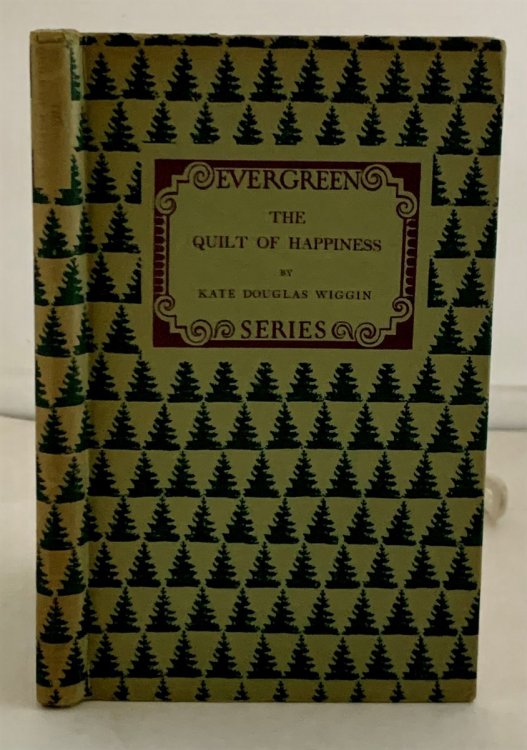 EVERGREEN
THE
QUILT OF HAPPINESS
BY
KATE DOUGLAS WIGGIN
SERIES